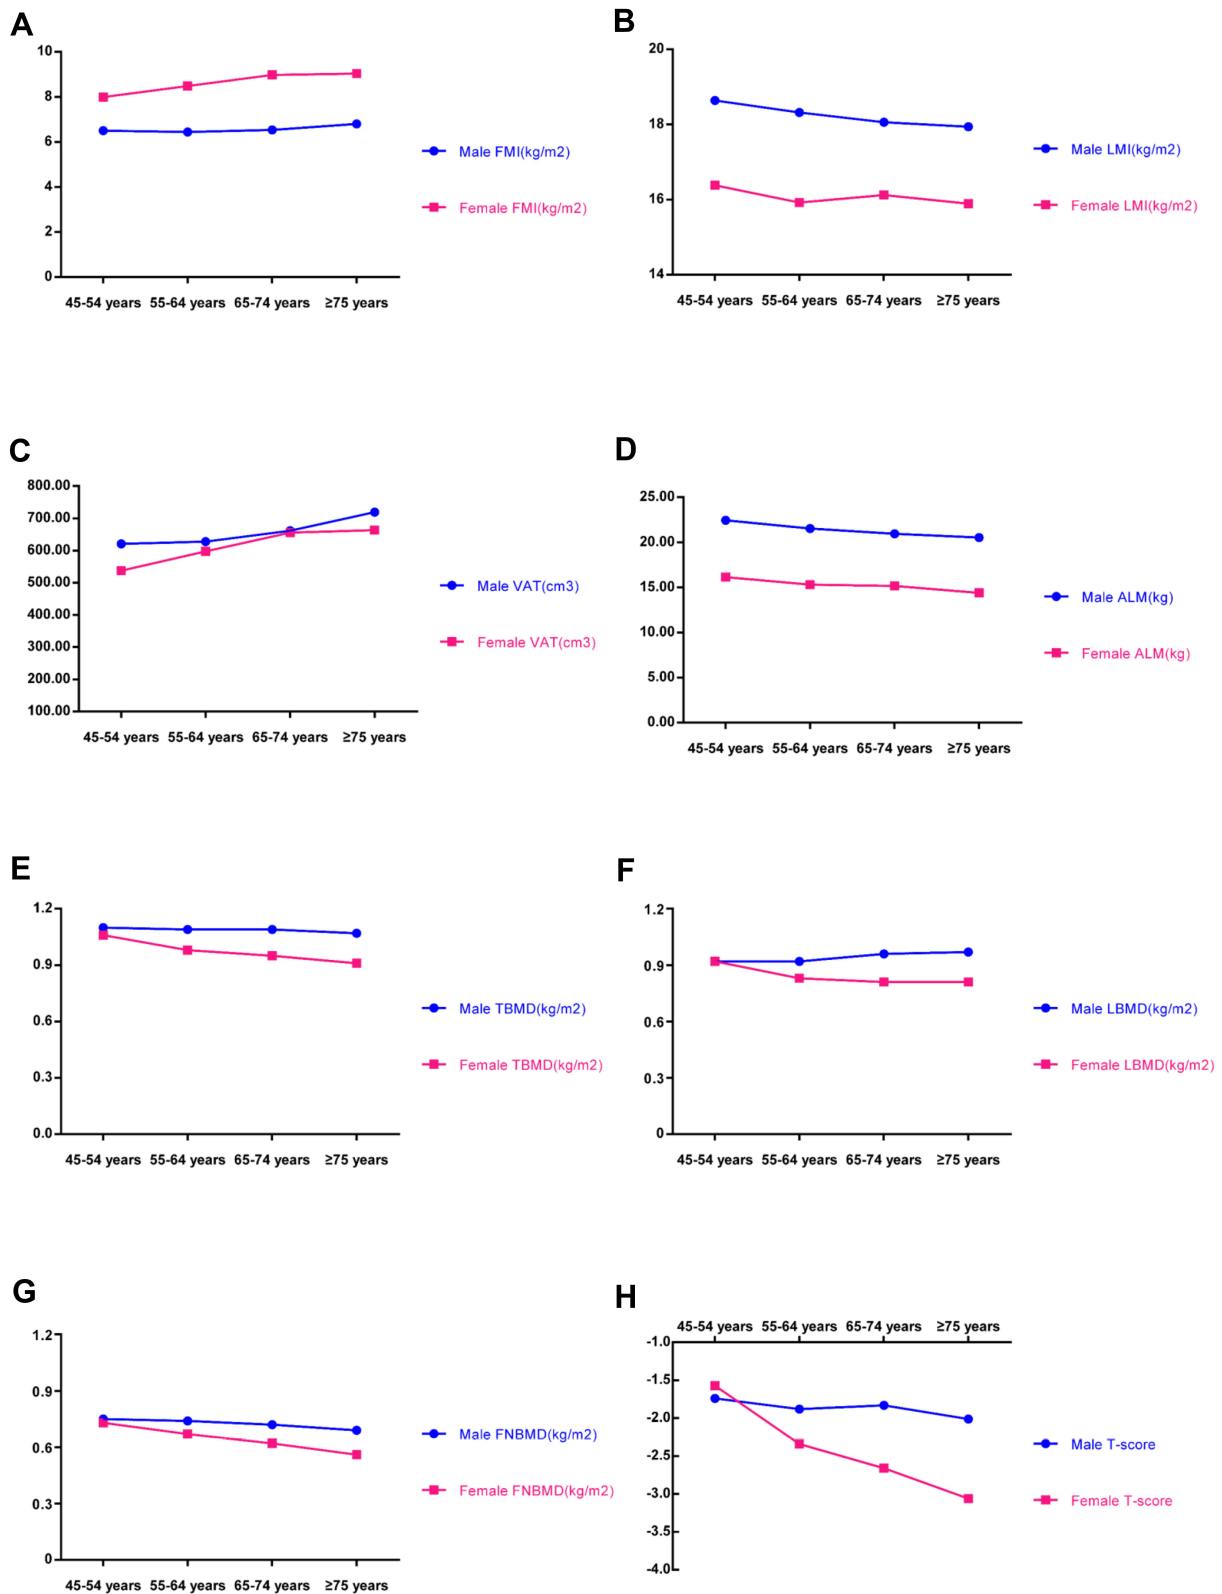 A
10
8
6
4
2
0
45-54 years 55-64 years 65-74 years ≥75 years
Male FMI(kg/m2)
Female FMI(kg/m2)
B
20
18
16
14
45-54 years 55-64 years 65-74 years ≥75 years
Male LMI(kg/m2)
Female LMI(kg/m2)
C
800.00
700.00
600.00
500.00
400.00
300.00
200.00
100.00
45-54 years 55-64 years 65-74 years ≥75 years
Male VAT(cm3)
Female VAT(cm3)
D
25.00
20.00
15.00
10.00
5.00
0.00
45-54 years 55-64 years 65-74 years ≥75 years
Male ALM(kg)
Female ALM(kg)
E
1.2
0.9
0.6
0.3
0.0
45-54 years 55-64 years 65-74 years ≥75 years
Male TBMD(kg/m2)
Female TBMD(kg/m2)
F
1.2
0.9
0.6
0.3
0
45-54 years 55-64 years 65-74 years ≥75 years
Male LBMD(kg/m2)
Female LBMD(kg/m2)
G
1.2
0.9
0.6
0.3
0
45-54 years 55-64 years 65-74 years ≥75 years
Male FNBMD(kg/m2)
Female FNBMD(kg/m2)
H
45-54 years 55-64 years 65-74 years ≥75 years
-1.0
-1.5
-2.0
-2.5
-3.0
-3.5
-4.0
Male T-score
Female T-score